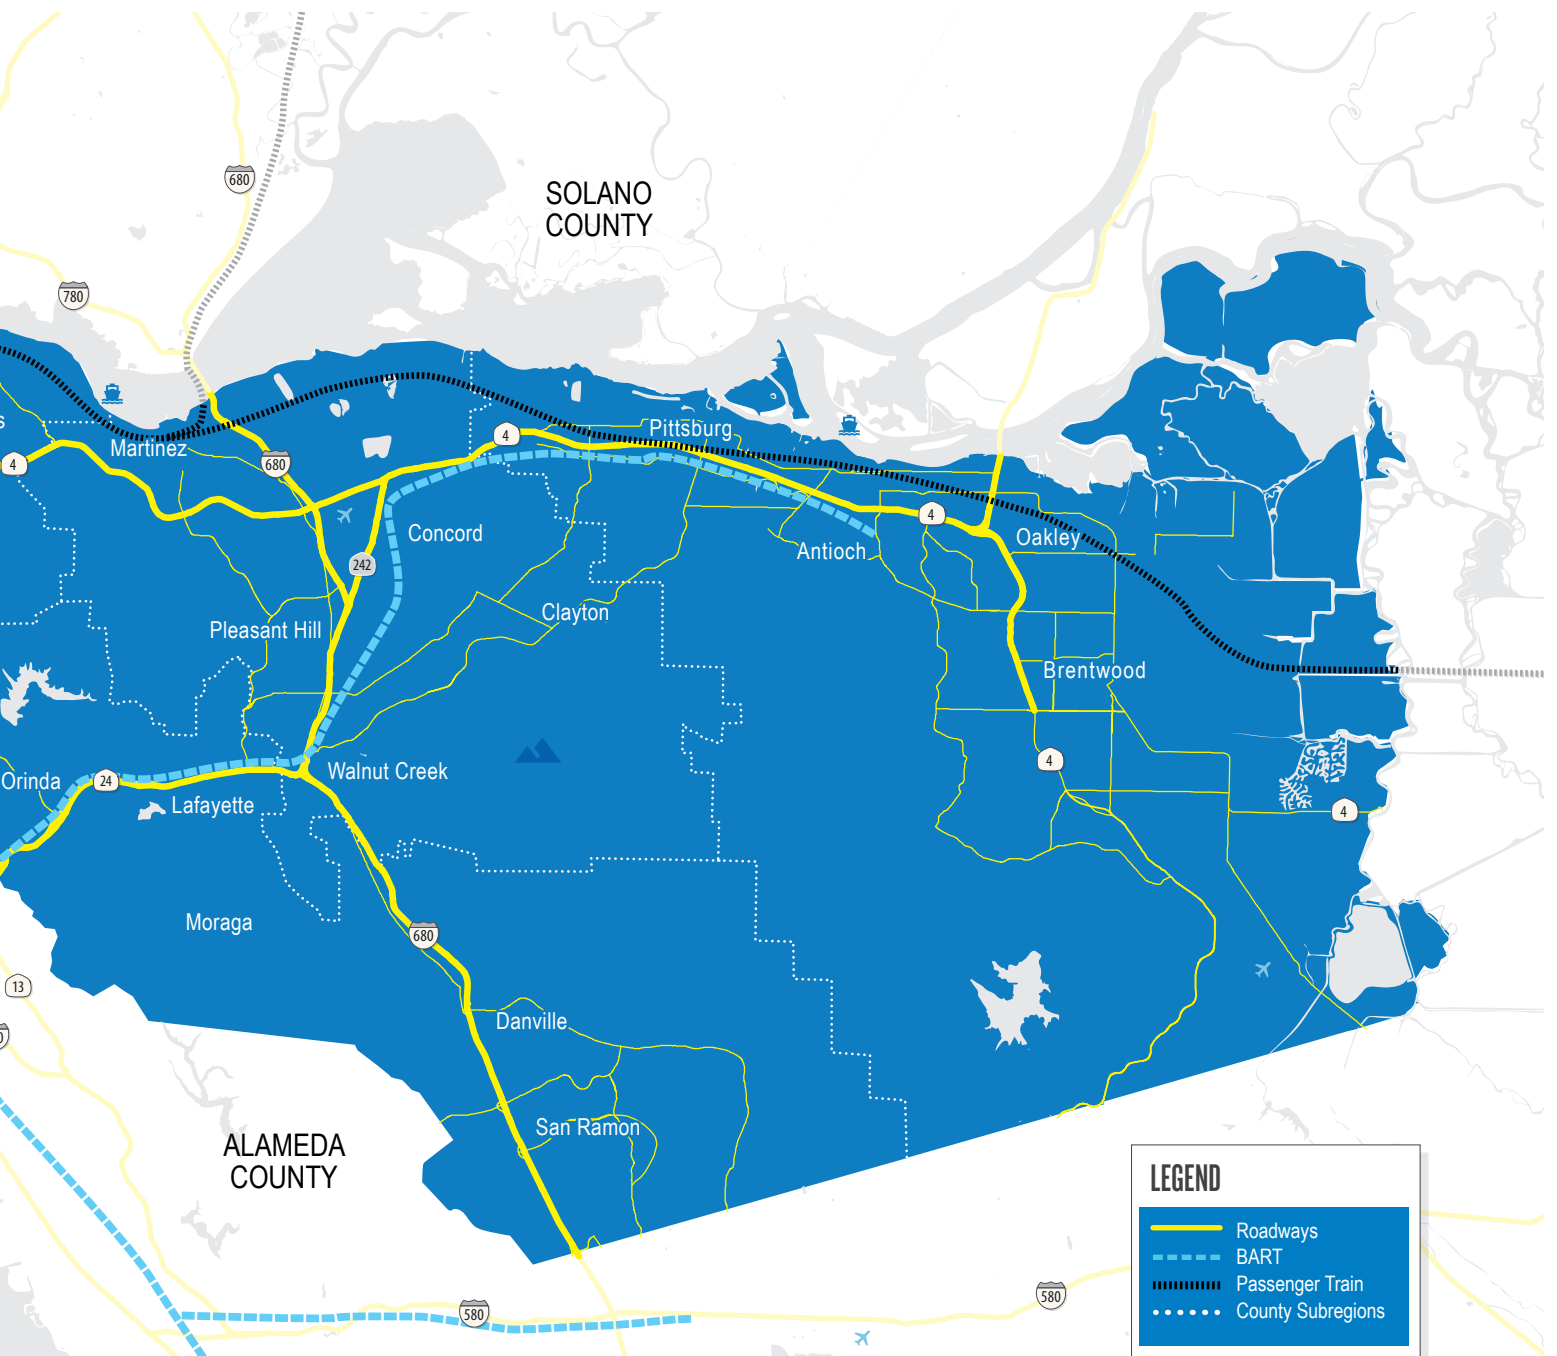 680
SOLANO
COUNTY
780
s
Martinez
4
680
4
Pittsburg
242
Concord
Antioch
4
Oakley
Clayton
Pleasant Hill
Brentwood
Orinda
24
Lafayette
Walnut Creek
4
4
Moraga
680
13
Danville
San Ramon
ALAMEDA
COUNTY
580
580
LEGEND
Roadways
BART
Passenger Train
County Subregions